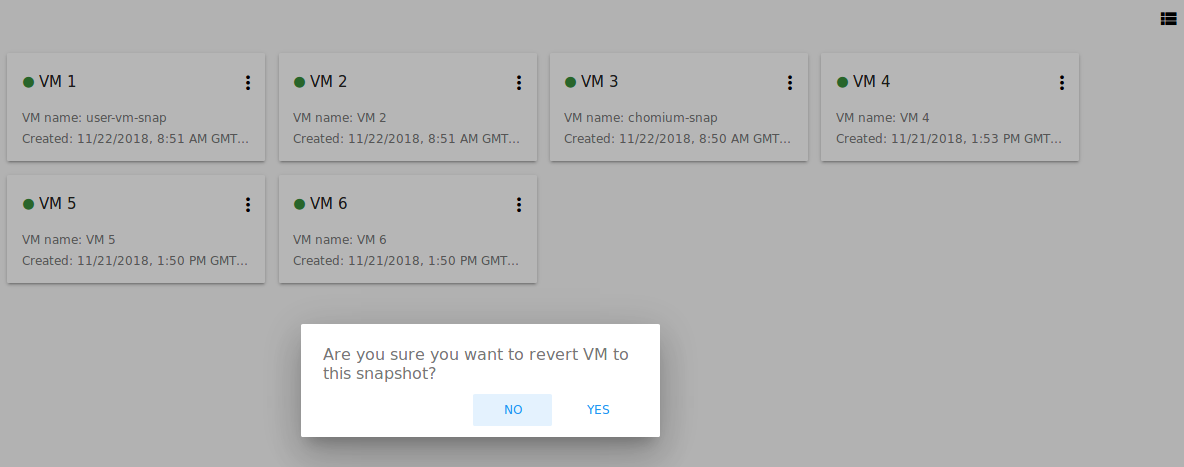 VM 1
VM name: user-vm-snap
Created: 11/22/2018, 8:51 AM GMT...
VM 2
VM name: VM 2
Created: 11/22/2018, 8:51 AM GMT...
VM 3
VM name: chomium-snap
Created: 11/22/2018, 8:50 AM GMT...
VM 4
VM name: VM 4
Created: 11/21/2018, 1:53 PM GMT...
VM 5
VM name: VM 5
Created: 11/21/2018, 1:50 PM GMT...
VM 6
VM name: VM 6
Created: 11/21/2018, 1:50 PM GMT...
Are you sure you want to revert VM to
this snapshot?
NO YES